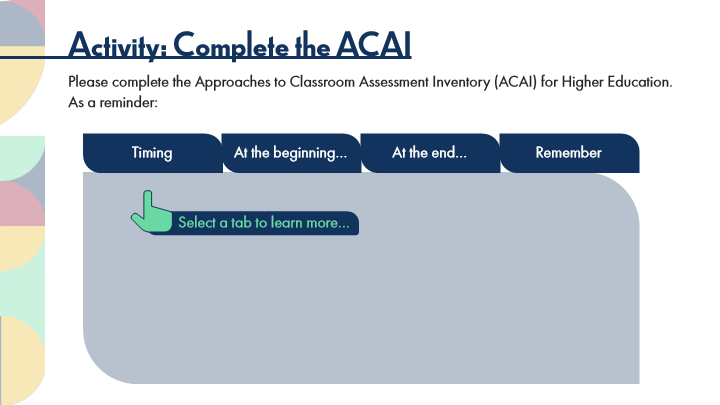 Activity: Complete the ACAI
Please complete the Approaches to Classroom Assessment Inventory (ACAI) for Higher Education.
As a reminder:
Timing
At the beginning...
At the end...
Remember
Select a tab to learn more...